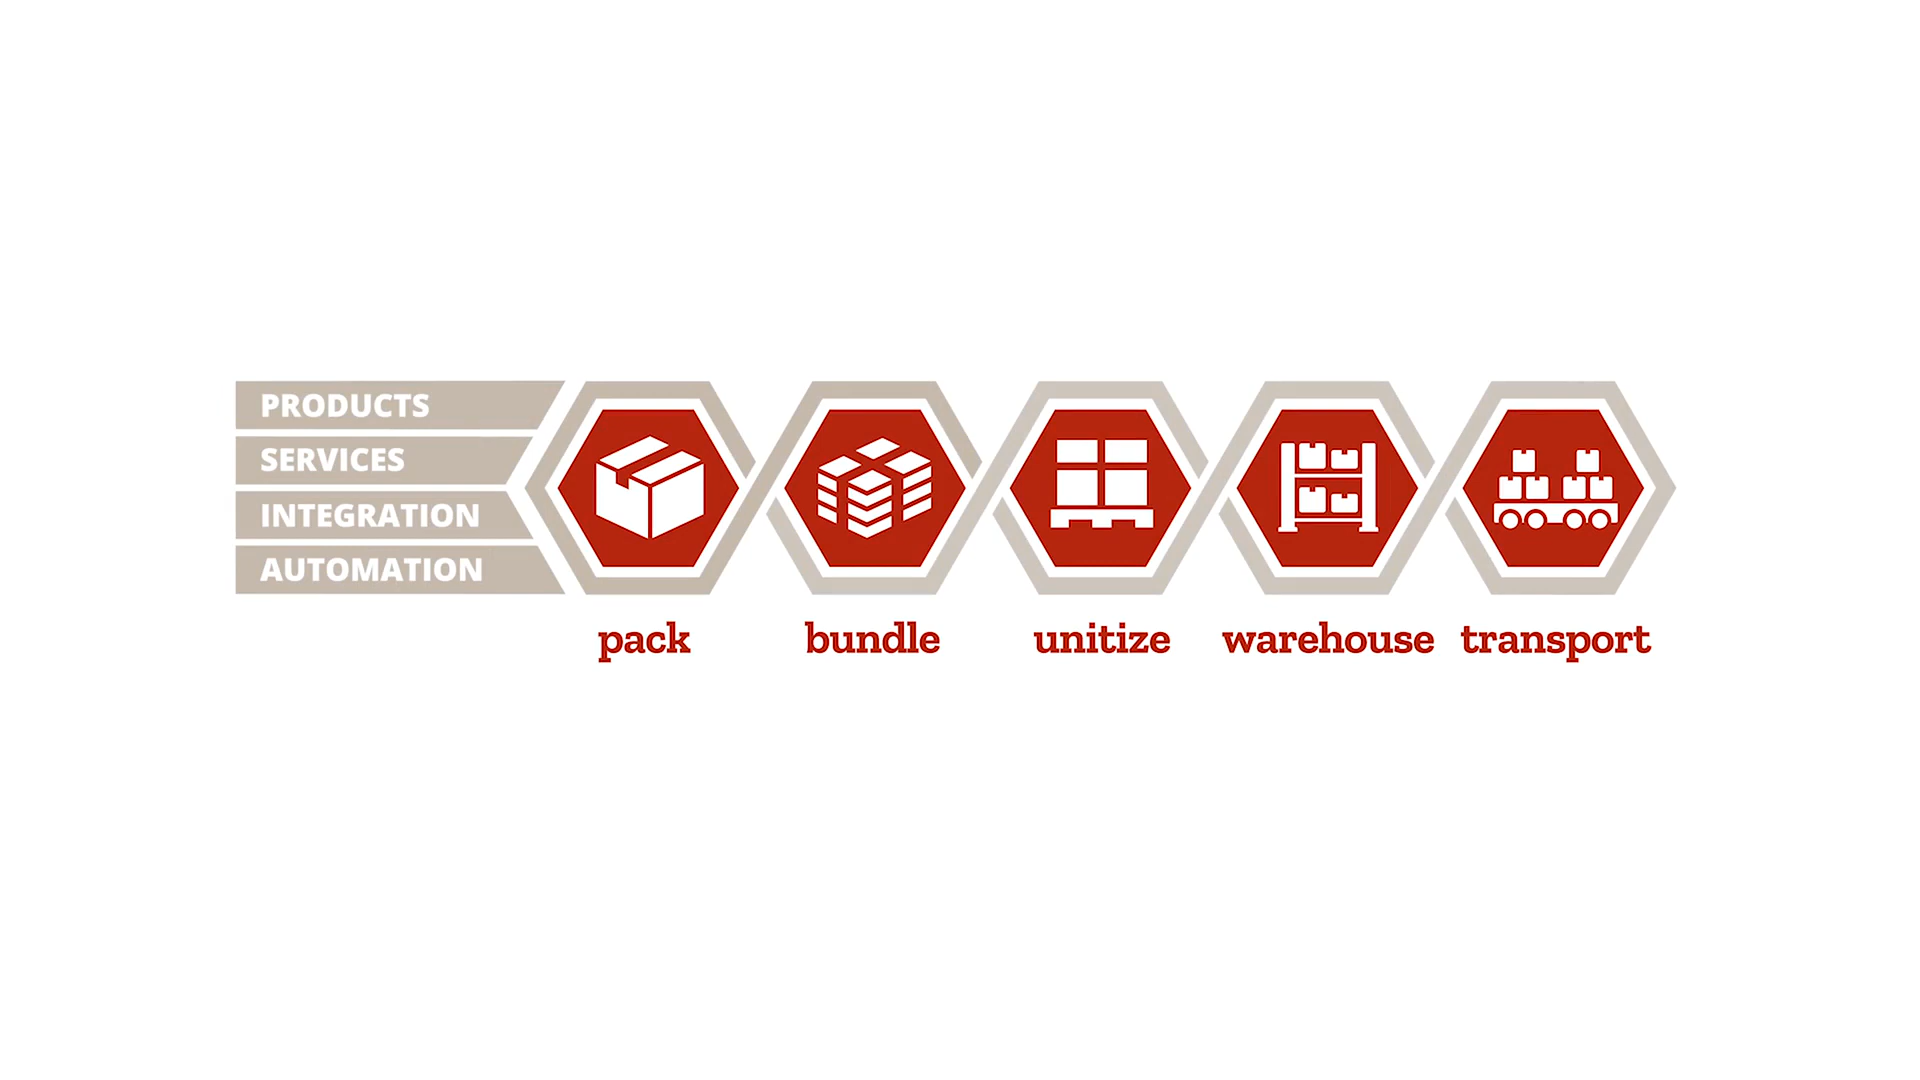 PRODUCTS
SERVICES
INTEGRATION
AUTOMATION
pack bundle unitize warehouse transport